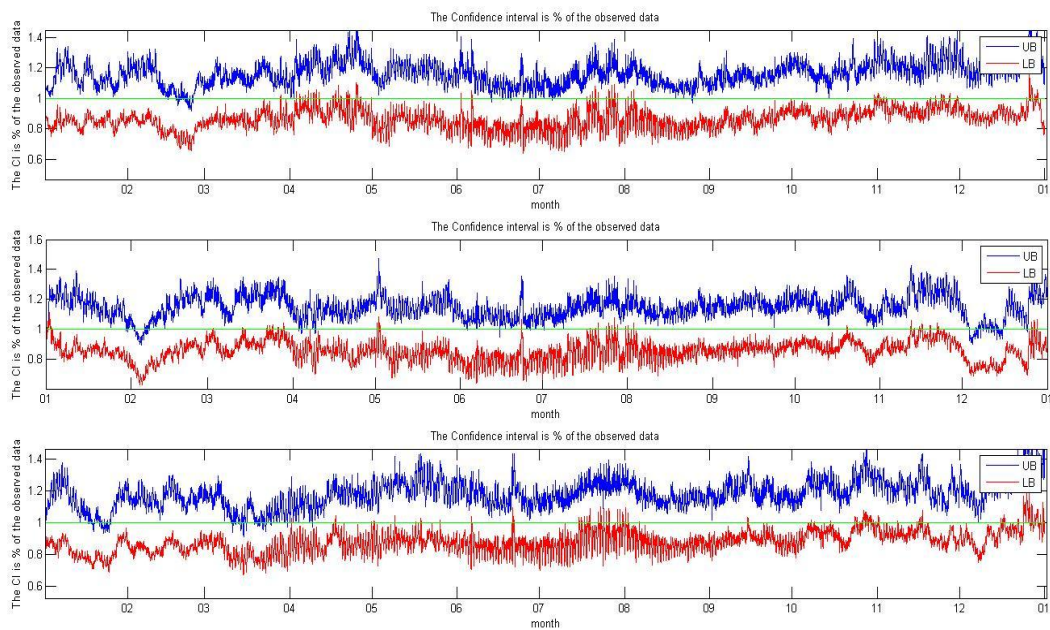 The Confidence interval is % of the observed data
The CI is % of the observed data
1.4
1.2
1
0.8
0.6
UB
LB
02 03 04 05 06 07 08 09 10 11 12 01
month
The Confidence interval is % of the observed data
The CI is % of the observed data
1.6
1.4
1.2
1
0.8
UB
LB
01 02 03 04 05 06 07 08 09 10 11 12 01
month
The Confidence interval is % of the observed data
The CI is % of the observed data
1.4
1.2
1
0.8
0.6
UB
LB
02 03 04 05 06 07 08 09 10 11 12 01
month